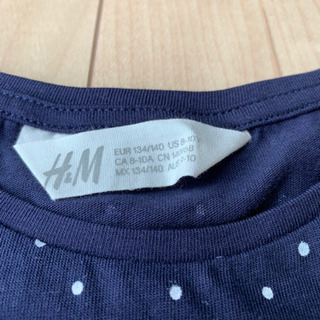 H&M
EUR 134/140 US 8-10
CA 8-10A CN
MX 134/140